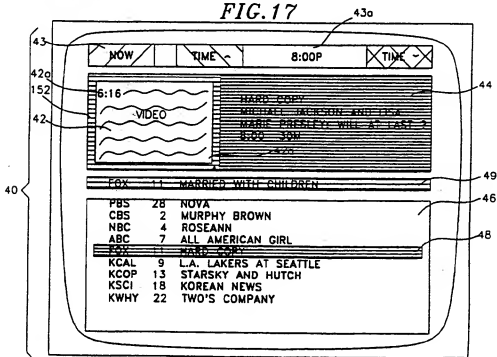 FIG. 17
43 43a
NOW TIME 8:00P TIME
42a
152
42
40
6:16
VIDEO
42a
HARD COPY
MICHAEL JACKSON AND LISA
MARIE PRESLEY: WILL AT LAST
8:00 30M
44
FOX 11 MARRIED WITH CHILDREN
49
46
PBS 28 NOVA
CBS 2 MURPHY BROWN
NBC 4 ROSEANN
ABC 7 ALL AMERICAN GIRL
FOX 11 HARD COPY
48
KCAL 9 L.A. LAKERS AT SEATTLE
KCOP 13 STARSKY AND HUTCH
KSCI 18 KOREAN NEWS
KWHY 22 TWO'S COMPANY